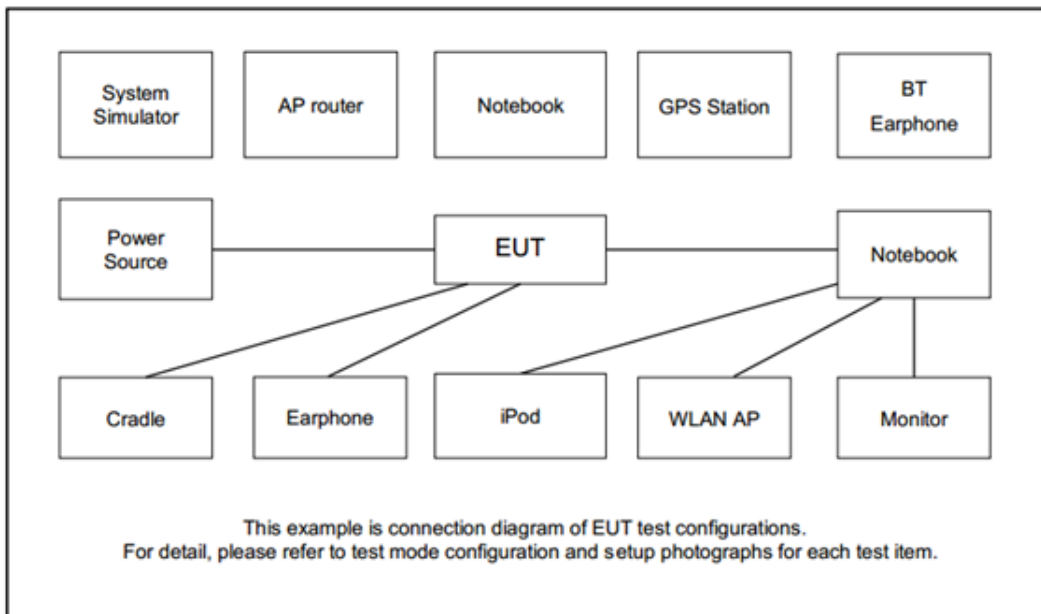 System
Simulator
AP router
Notebook
GPS Station
BT
Earphone
Power
Source
EUT
Notebook
Cradle
Earphone
iPod
WLAN AP
Monitor
This example is connection diagram of EUT test configurations.
For detail, please refer to test mode configuration and setup photographs for each test item.